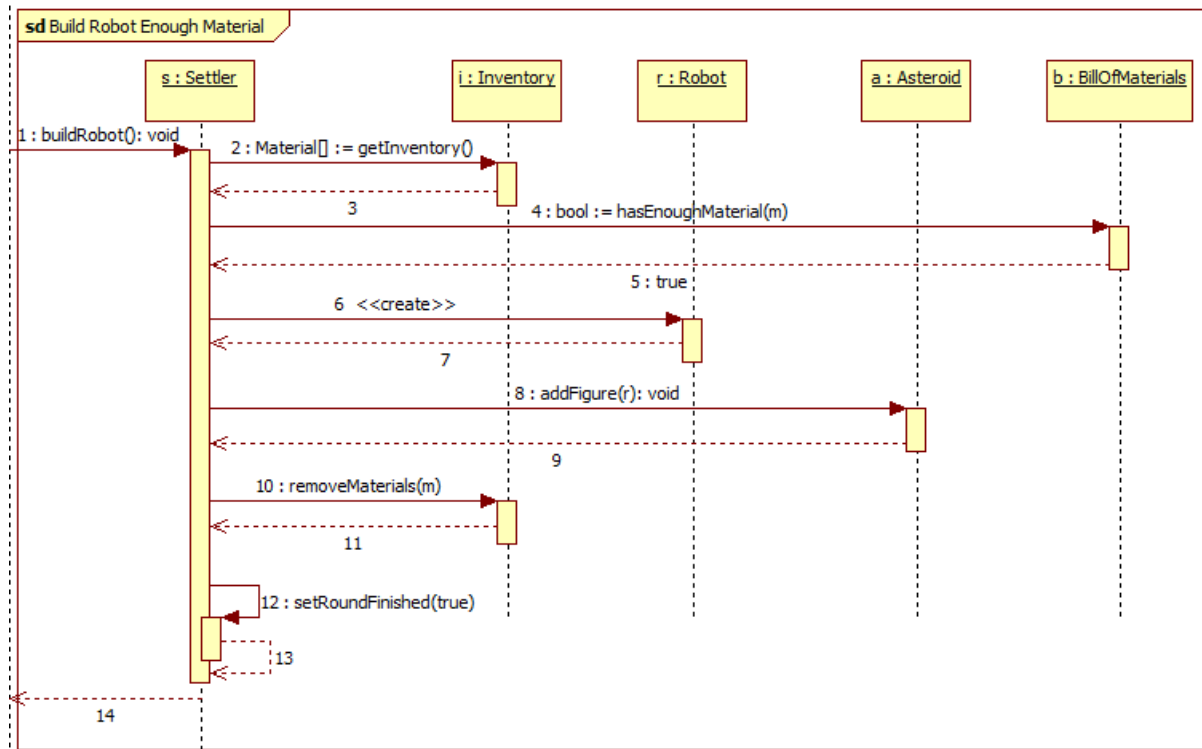 sd Build Robot Enough Material
s : Settler
i : Inventory
r : Robot
a : Asteroid
b : BillOfMaterials
1 : buildRobot(): void
2 : Material[] := getInventory()
3
4 : bool := hasEnoughMaterial(m)
5 : true
6 <<create>>
7
8 : addFigure(r): void
9
10 : removeMaterials(m)
11
12 : setRoundFinished(true)
13
14